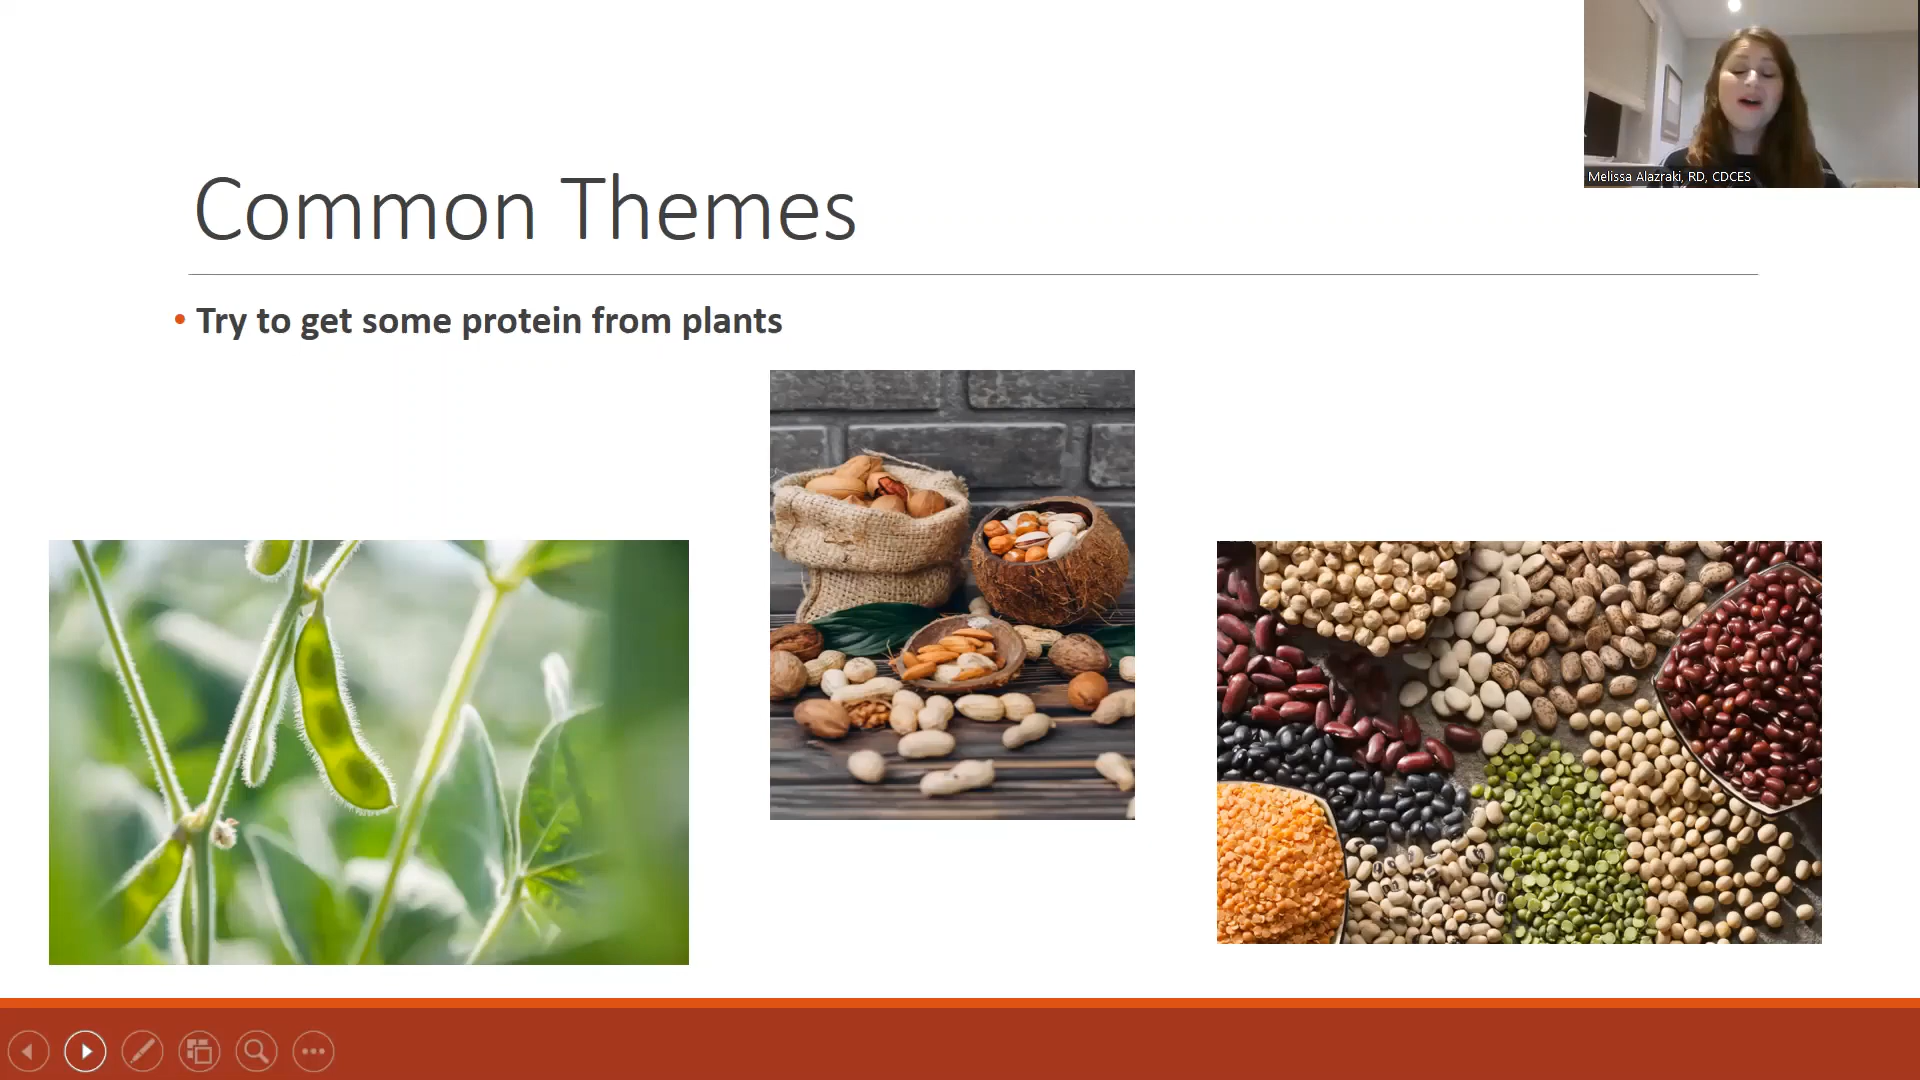 Melissa Alazraki, RD, CDCES
Common Themes
• Try to get some protein from plants